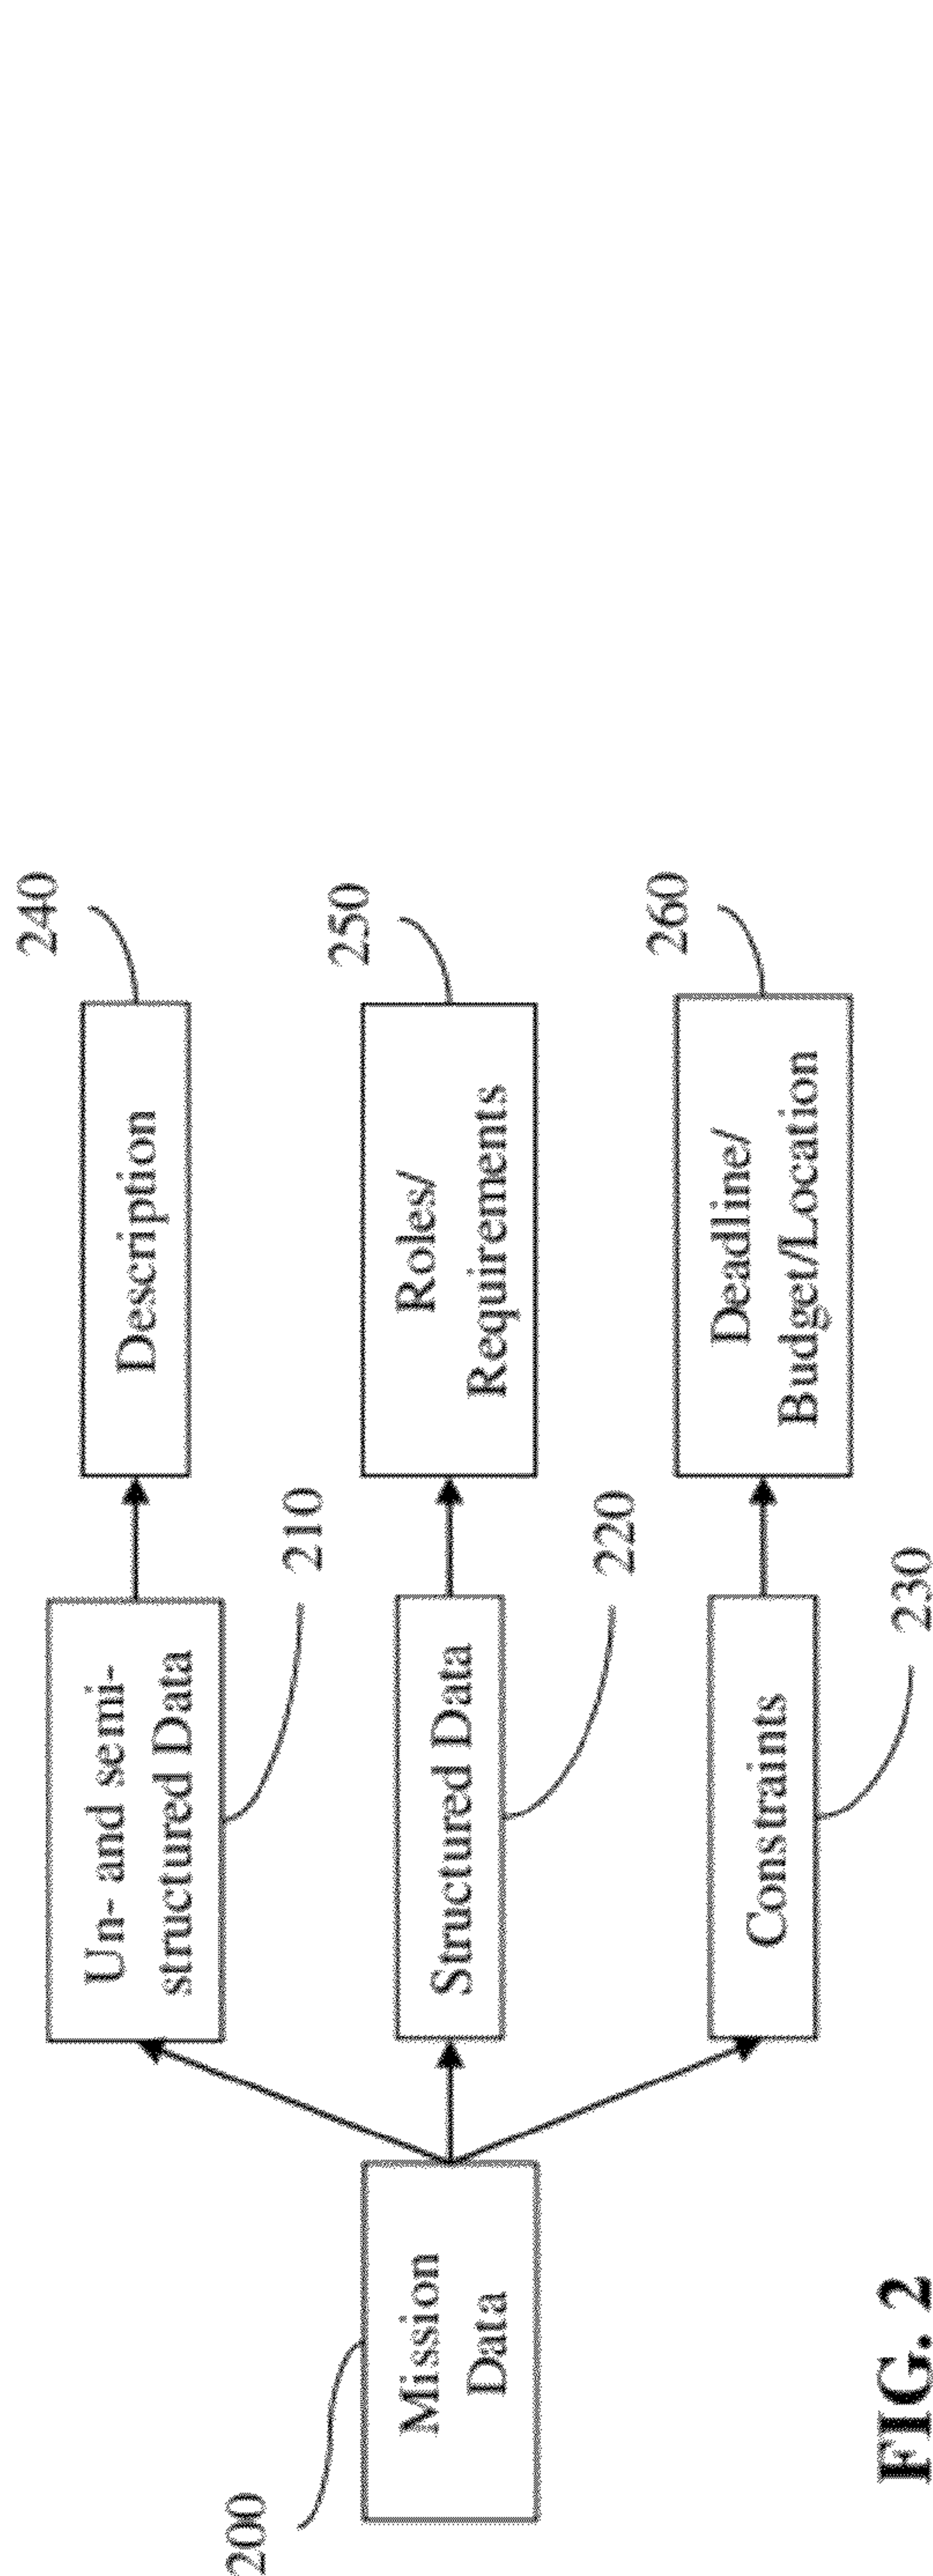 200
Mission
Data
Un- and semi-
structured Data
210
Description
240
Structured Data
220
Roles/
Requirements
250
Constraints
230
Deadline/
Budget/Location
260
FIG. 2